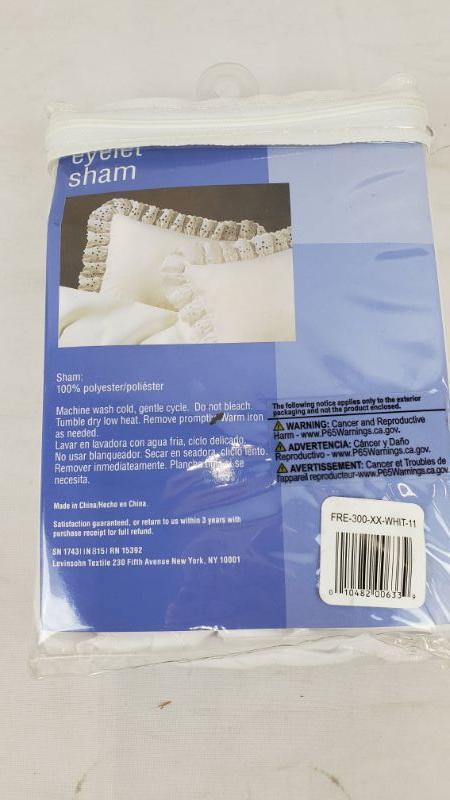 eyelet
sham
Sham:
100% polyester/poliéster
Machine wash cold, gentle cycle. Do not bleach.
Tumble dry low heat. Remove promptly. Warm iron
as needed.
Lavar en lavadora con agua fria, ciclo delicado.
No usar blanqueador. Secar en seadora, ciclo lento.
Remover inmediateamente. Plancha se
necesita.
Made in China/Hecho en China.
Satisfaction guaranteed, or return to us within 3 years with
purchase receipt for full refund.
SN 1743I IN 815I RN 15392
Levinsohn Textile 230 Fifth Avenue New York, NY 10001
The following notice applies only to the exterior
packaging and not the product enclosed.
WARNING: Cancer and Reproductive
Harm - www.P65Warnings.ca.gov.
ADVERTENCIA: Cáncer y Daño
Reproductivo - www.P65Warnings.ca.gov.
AVERTISSEMENT: Cancer et Troubles de
l'appareil reproducteur-www.P65Warnings.ca.gov
FRE-300-XX-WHIT-11
0 10482 00633 9